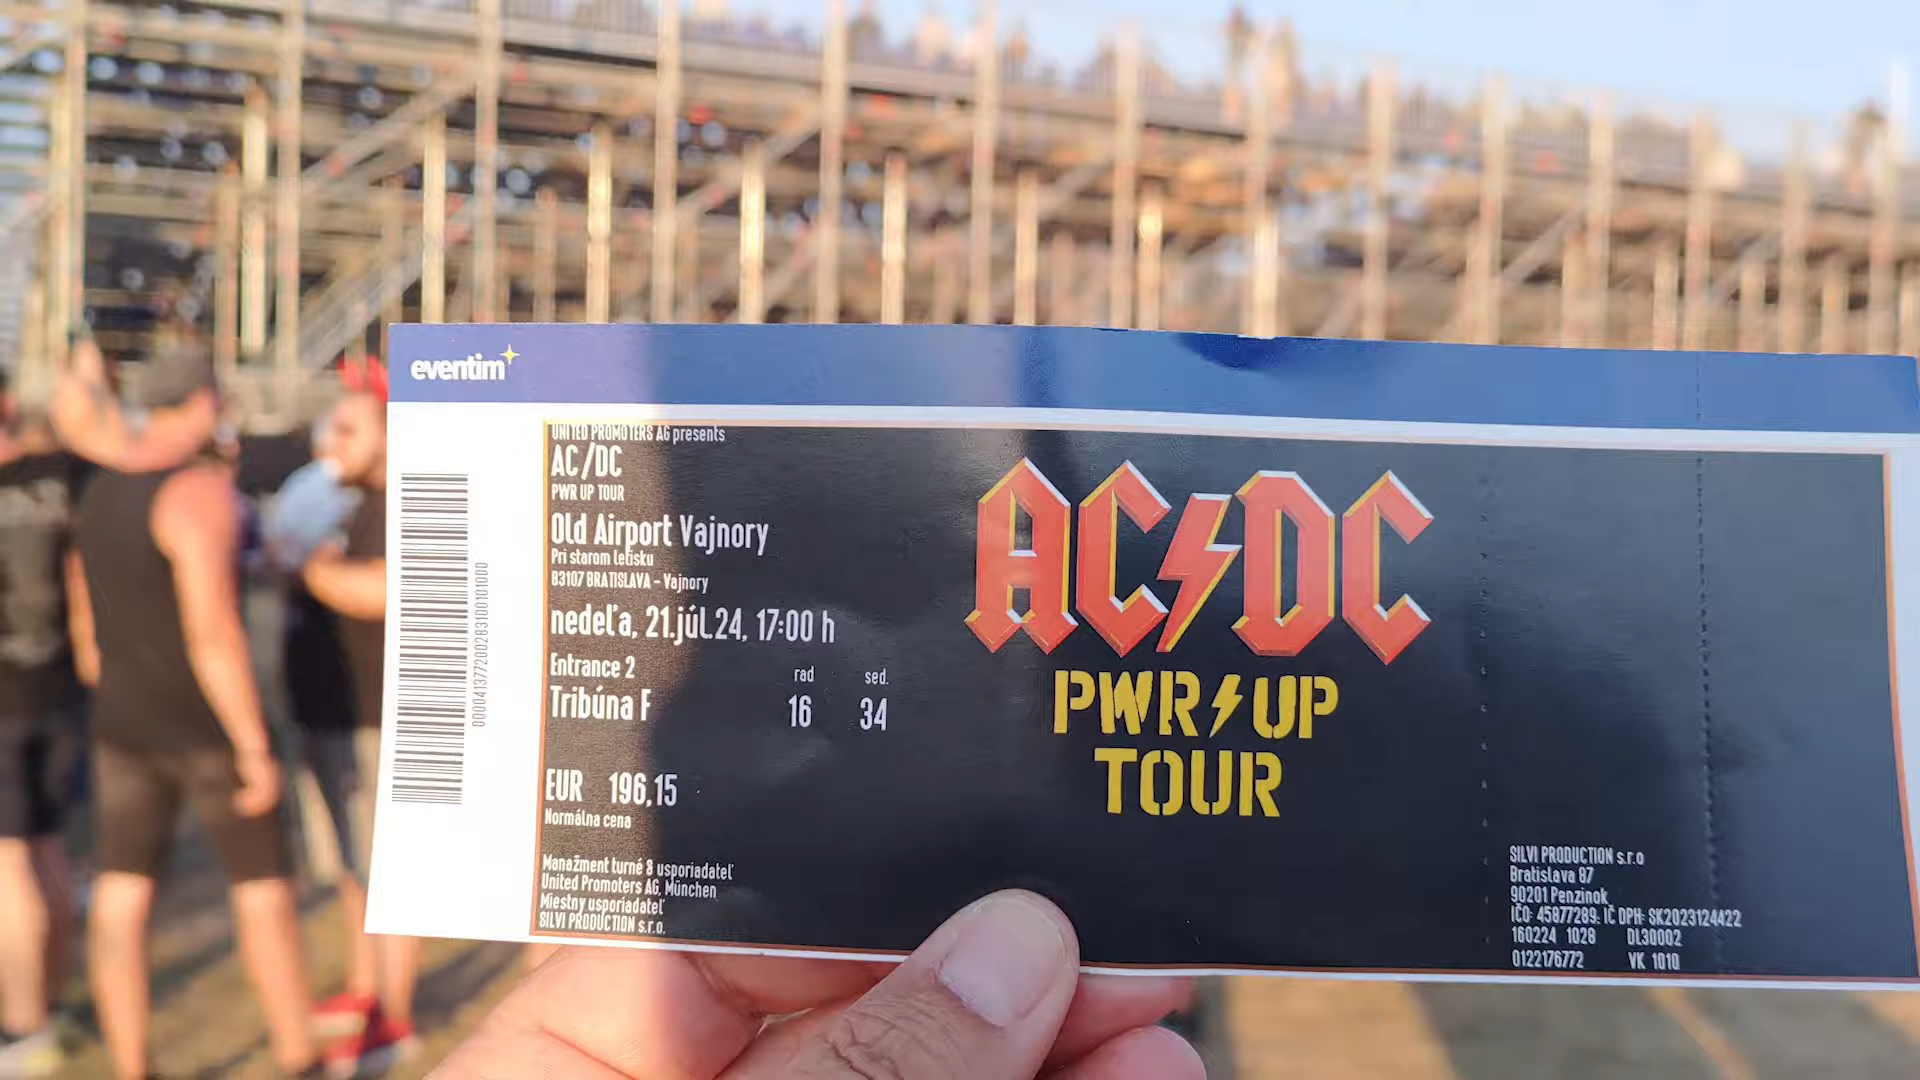 eventim
UNITED PROMOTERS AG presents
AC/DC
PWR UP TOUR
Old Airport Vajnory
Pri starom letisku
83107 BRATISLAVA - Vajnory
nedeľa, 21.júl.24, 17:00 h
Entrance 2
rad sed.
Tribúna F 16 34
EUR 196,15
Normálna cena
Manažment turné & usporiadateľ
United Promoters AG, München
Miestny usporiadateľ
SILVI PRODUCTION s.r.o.
000041377200283100101000
AC DC
PWR UP
TOUR
SILVI PRODUCTION s.r.o
Bratislava 87
90201 Penzinok
IČO: 45877289; IČ DPH: SK2023124422
160224 1028 DL30002
0122176772 VK 1010